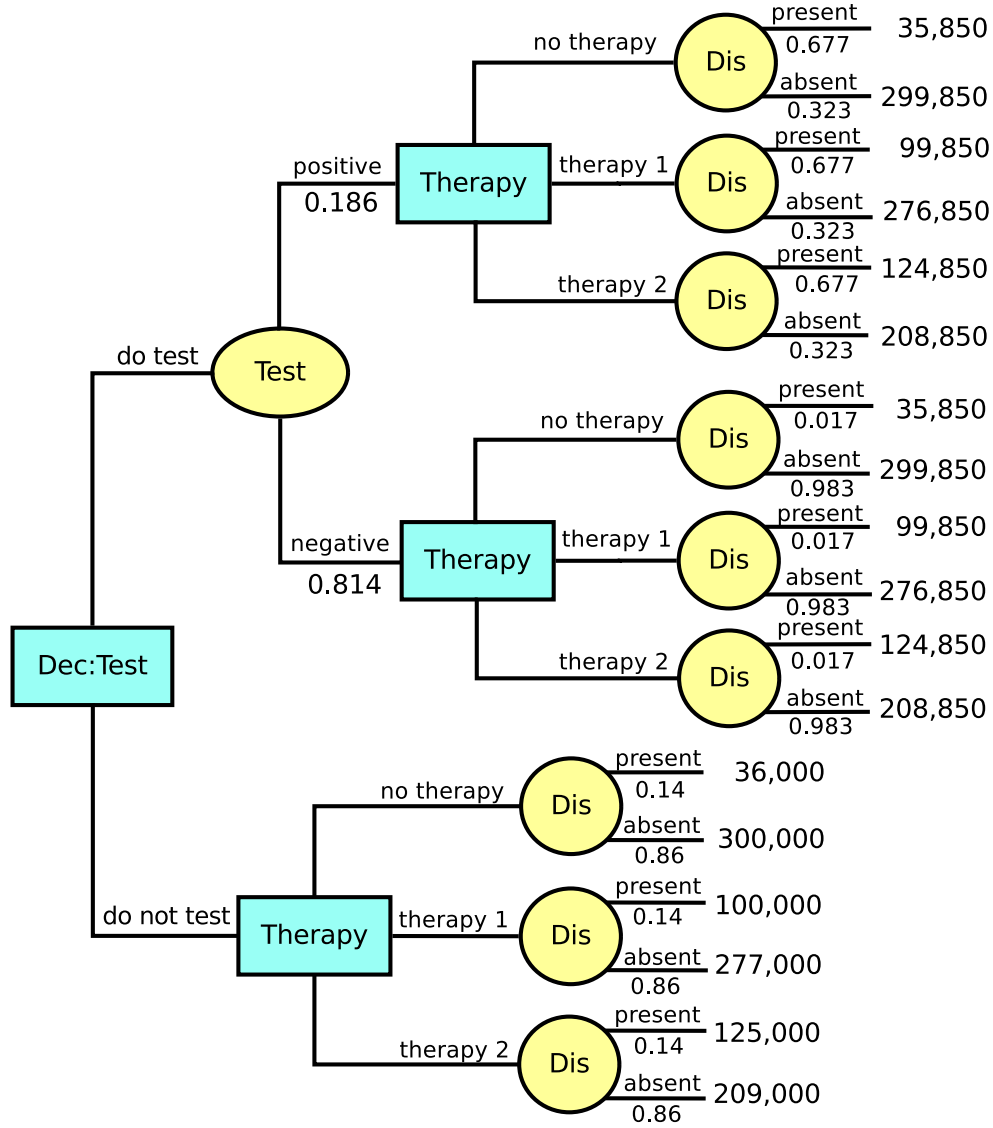 present 35,850
no therapy 0.677
Dis
absent 299,850
0.323
present 99,850
positive therapy 1 0.677
Therapy Dis
0.186 absent 276,850
0.323
present 124,850
therapy 2 0.677
Dis
absent 208,850
0.323
do test
Test
present 35,850
no therapy 0.017
Dis
absent 299,850
0.983
present 99,850
negative therapy 1 0.017
Therapy Dis
0.814 absent 276,850
0.983
present 124,850
therapy 2 0.017
Dis
absent 208,850
0.983
Dec:Test
present 36,000
no therapy 0.14
Dis
absent 300,000
0.86
present 100,000
do not test therapy 1 0.14
Therapy Dis
absent 277,000
0.86
present 125,000
therapy 2 0.14
Dis
absent 209,000
0.86